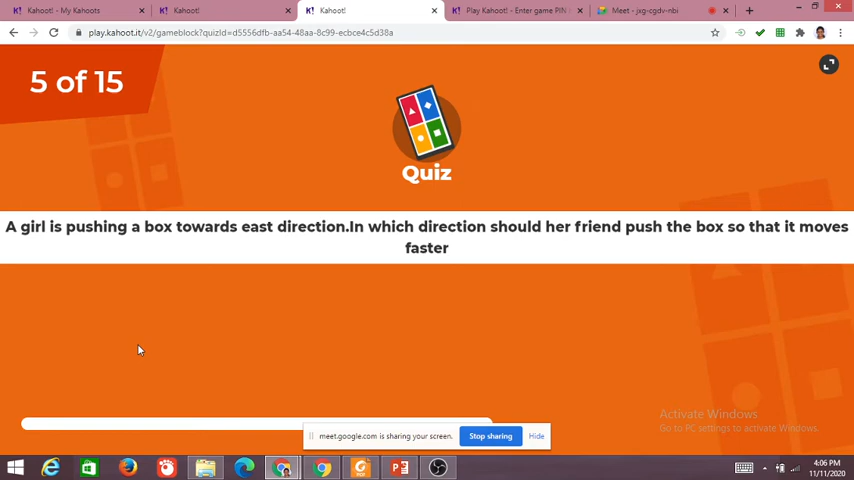 Kahoot! - My Kahoots
Kahoot!
Kahoot!
Play Kahoot! - Enter game PIN
Meet - jxg-cgdv-nbi
play.kahoot.it/v2/gameblock?quizId=d5556dfb-aa54-48aa-8c99-ecbce4c5d38a
5 of 15
Quiz
A girl is pushing a box towards east direction.In which direction should her friend push the box so that it moves
faster
Activate Windows
Go to PC settings to activate Windows.
meet.google.com is sharing your screen.
Stop sharing
Hide
4:06 PM
11/11/2020